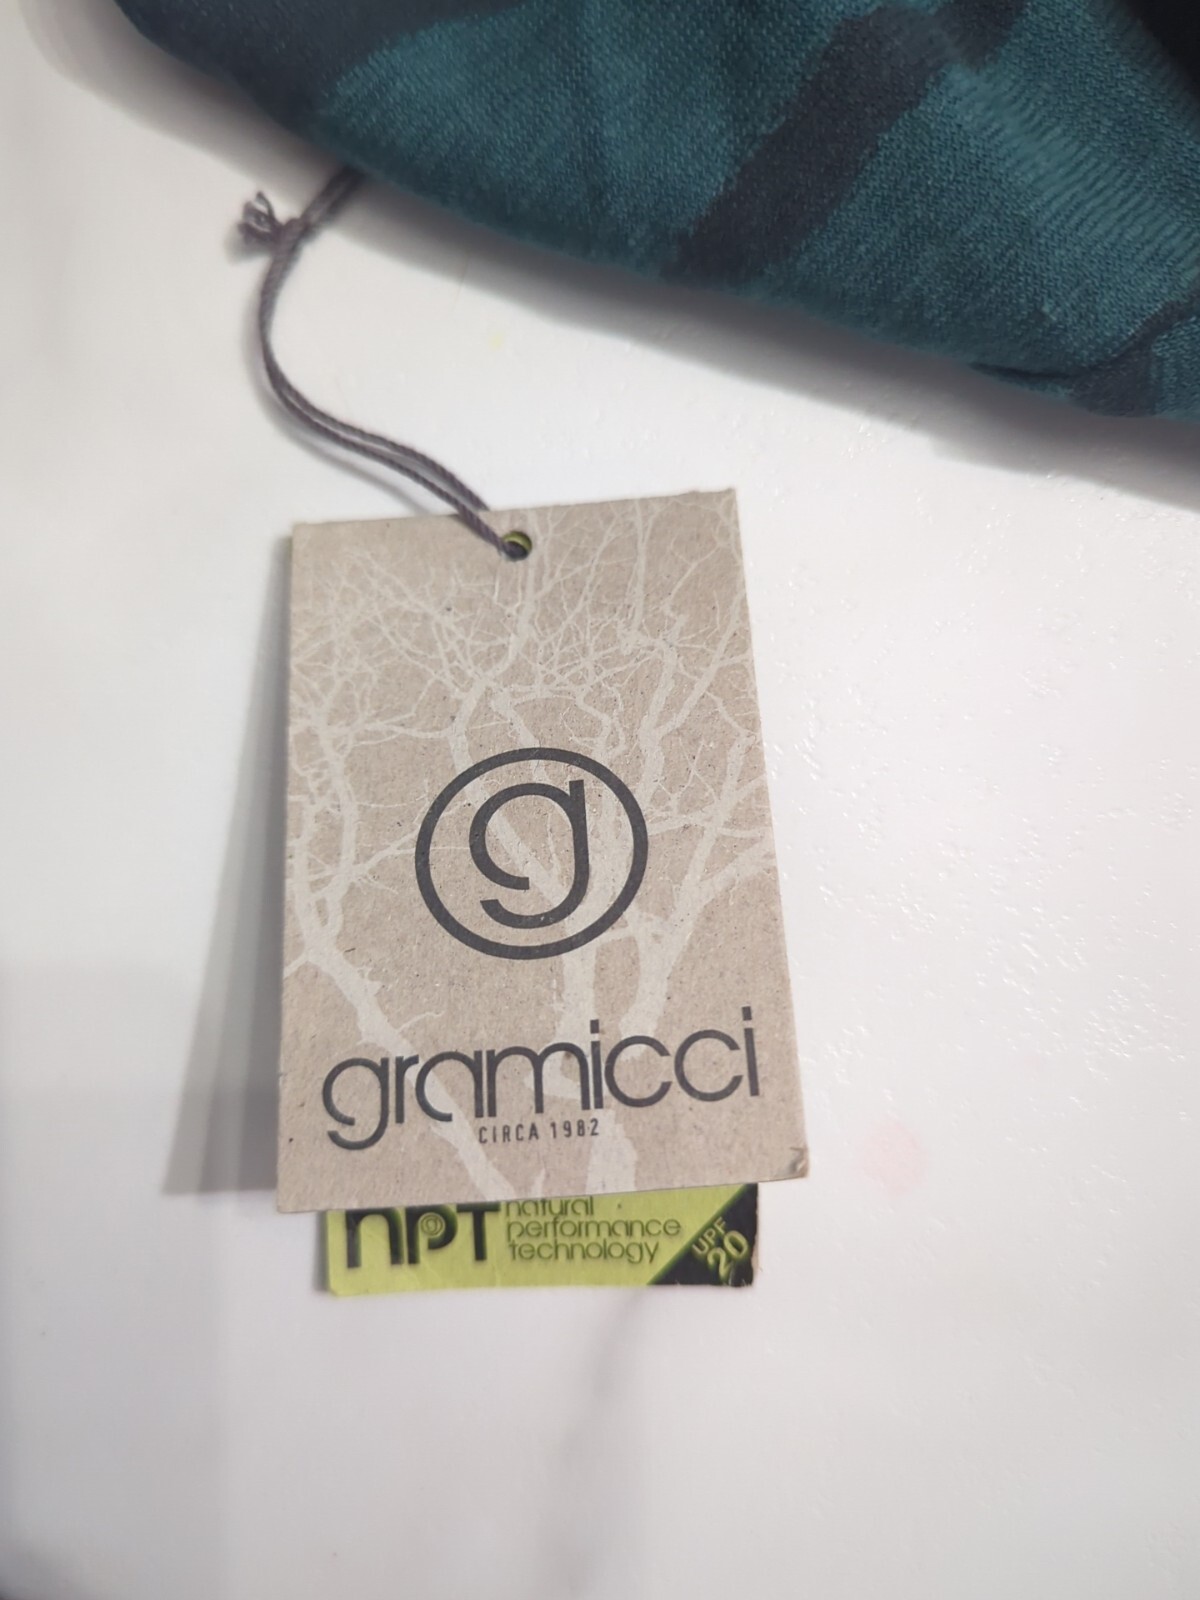 g
gramicci
CIRCA 1982
NPT
natural
performance
technology
UPF
20